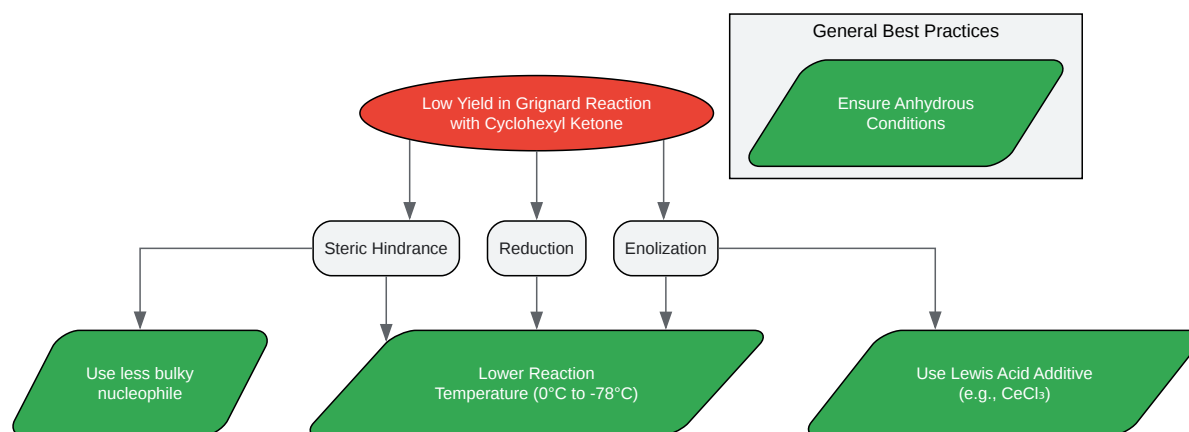 General Best Practices
Low Yield in Grignard Reaction
with Cyclohexyl Ketone
Ensure Anhydrous
Conditions
Steric Hindrance
Reduction
Enolization
Use less bulky
nucleophile
Lower Reaction
Temperature (0°C to -78°C)
Use Lewis Acid Additive
(e.g., CeCl₃)